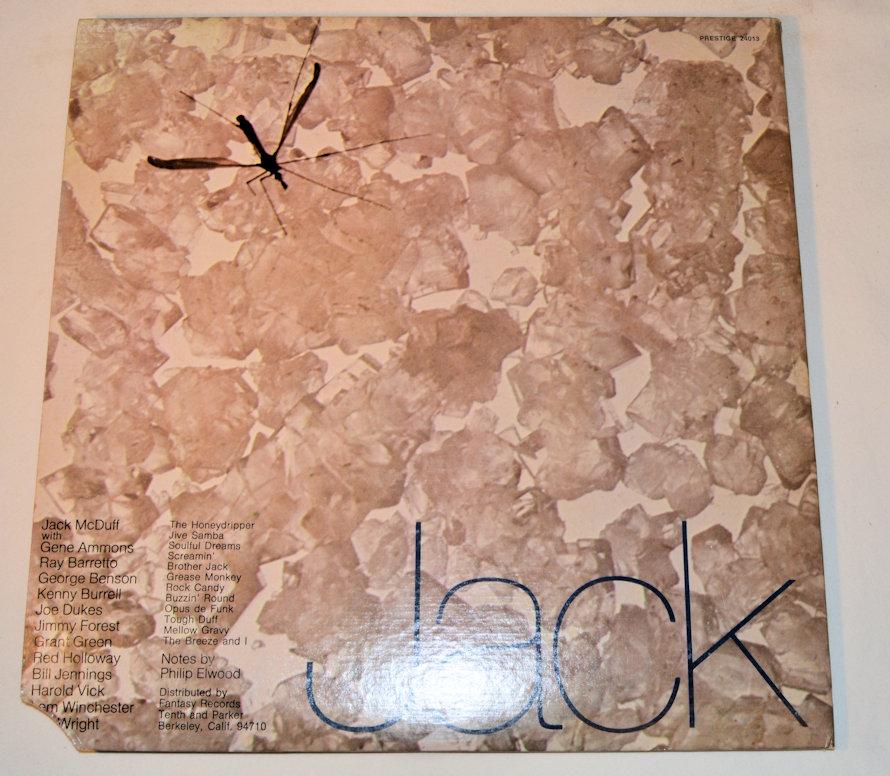 PRESTIGE 24013
Jack McDuff
with
Gene Ammons
Ray Barretto
George Benson
Kenny Burrell
Joe Dukes
Jimmy Forest
Grant Green
Red Holloway
Bill Jennings
Harold Vick
em Winchester
Wright
The Honeydripper
Jive Samba
Soulful Dreams
Screamin'
Brother Jack
Grease Monkey
Rock Candy
Buzzin' Round
Opus de Funk
Tough Duff
Mellow Gravy
The Breeze and I
Notes by
Philip Elwood
Distributed by
Fantasy Records
Tenth and Parker
Berkeley, Calif. 94710
Jack